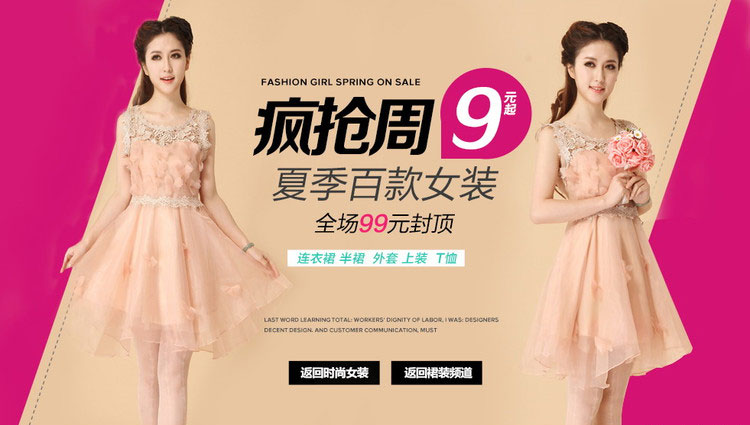 FASHION GIRL SPRING ON SALE
疯抢周 9元起
夏季百款女装
全场99元封顶
连衣裙 半裙 外套 上装 T恤
LAST WORD LEARNING TOTAL: WORKERS' DIGNITY OF LABOR, I WAS: DESIGNERS
DECENT DESIGN. AND CUSTOMER COMMUNICATION, MUST
返回时尚女装 返回裙装频道